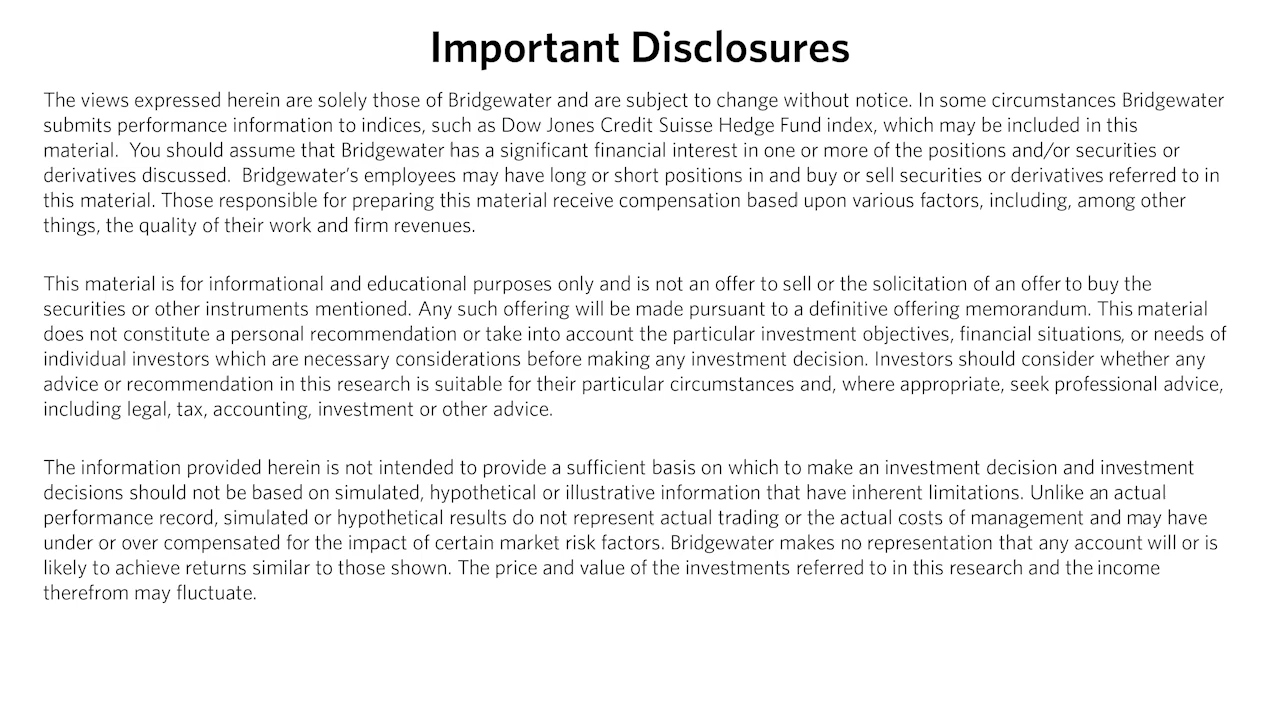 Important Disclosures
The views expressed herein are solely those of Bridgewater and are subject to change without notice. In some circumstances Bridgewater
submits performance information to indices, such as Dow Jones Credit Suisse Hedge Fund index, which may be included in this
material.  You should assume that Bridgewater has a significant financial interest in one or more of the positions and/or securities or
derivatives discussed.  Bridgewater’s employees may have long or short positions in and buy or sell securities or derivatives referred to in
this material. Those responsible for preparing this material receive compensation based upon various factors, including, among other
things, the quality of their work and firm revenues.
This material is for informational and educational purposes only and is not an offer to sell or the solicitation of an offer to buy the
securities or other instruments mentioned. Any such offering will be made pursuant to a definitive offering memorandum. This material
does not constitute a personal recommendation or take into account the particular investment objectives, financial situations, or needs of
individual investors which are necessary considerations before making any investment decision. Investors should consider whether any
advice or recommendation in this research is suitable for their particular circumstances and, where appropriate, seek professional advice,
including legal, tax, accounting, investment or other advice.
The information provided herein is not intended to provide a sufficient basis on which to make an investment decision and investment
decisions should not be based on simulated, hypothetical or illustrative information that have inherent limitations. Unlike an actual
performance record, simulated or hypothetical results do not represent actual trading or the actual costs of management and may have
under or over compensated for the impact of certain market risk factors. Bridgewater makes no representation that any account will or is
likely to achieve returns similar to those shown. The price and value of the investments referred to in this research and the income
therefrom may fluctuate.